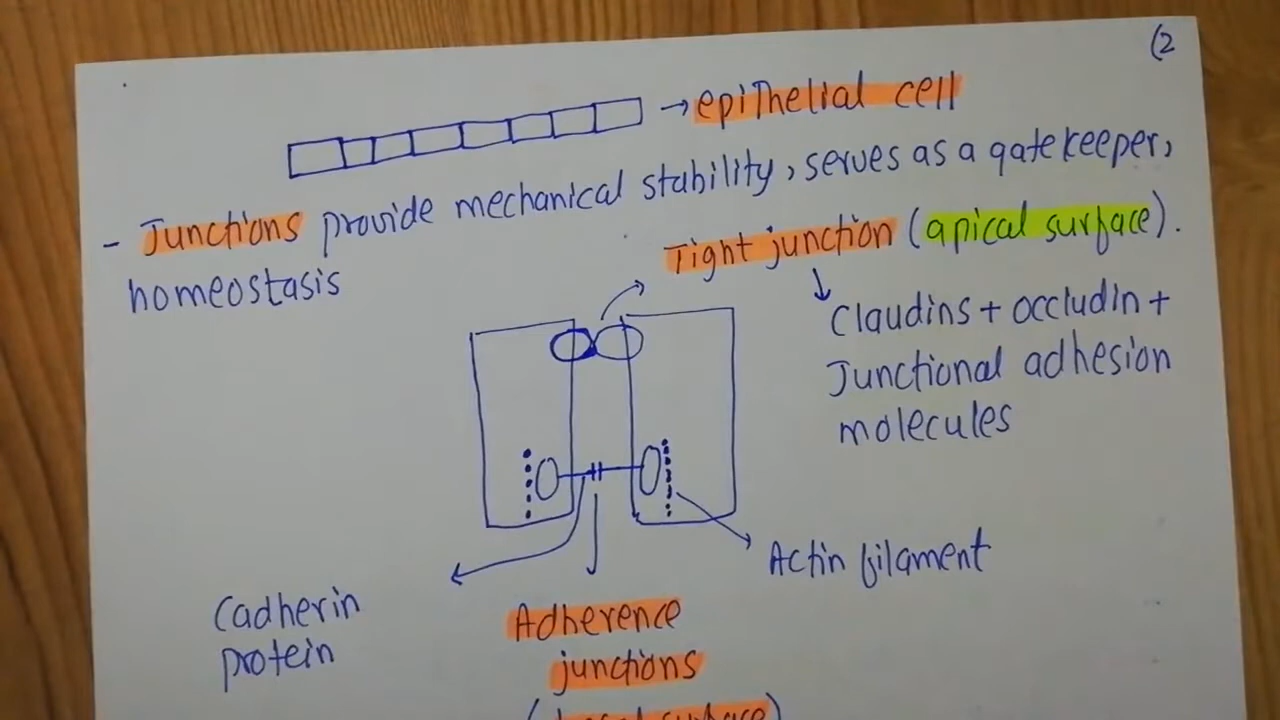 (2
→ epithelial cell
- Junctions provide mechanical stability, serves as a gatekeeper,
homeostasis
Tight junction (apical surface).
Claudins + occludin +
Junctional adhesion
molecules
Actin filament
Cadherin
protein
Adherence
junctions
surface)